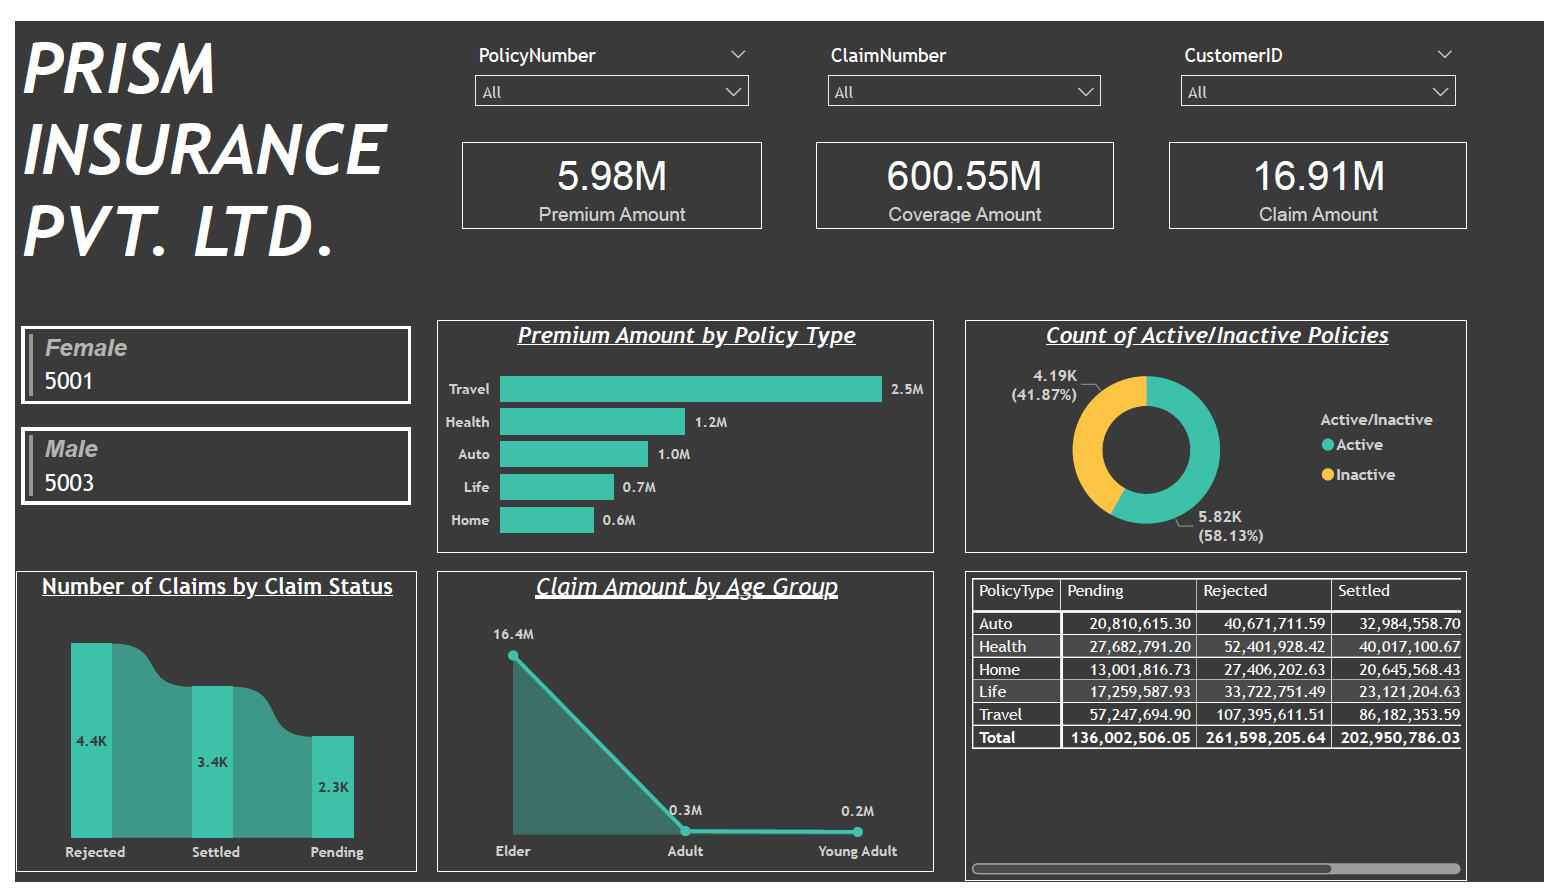 PRISM
INSURANCE
PVT. LTD.
PolicyNumber
All
ClaimNumber
All
CustomerID
All
5.98M
Premium Amount
600.55M
Coverage Amount
16.91M
Claim Amount
Female
5001
Male
5003
Premium Amount by Policy Type
Travel 2.5M
Health 1.2M
Auto 1.0M
Life 0.7M
Home 0.6M
Count of Active/Inactive Policies
4.19K
(41.87%)
5.82K
(58.13%)
Active/Inactive
Active
Inactive
Number of Claims by Claim Status
4.4K
3.4K
2.3K
Rejected Settled Pending
Claim Amount by Age Group
16.4M
0.3M
0.2M
Elder Adult Young Adult
PolicyType Pending Rejected Settled
Auto 20,810,615.30 40,671,711.59 32,984,558.70
Health 27,682,791.20 52,401,928.42 40,017,100.67
Home 13,001,816.73 27,406,202.63 20,645,568.43
Life 17,259,587.93 33,722,751.49 23,121,204.63
Travel 57,247,694.90 107,395,611.51 86,182,353.59
Total 136,002,506.05 261,598,205.64 202,950,786.03